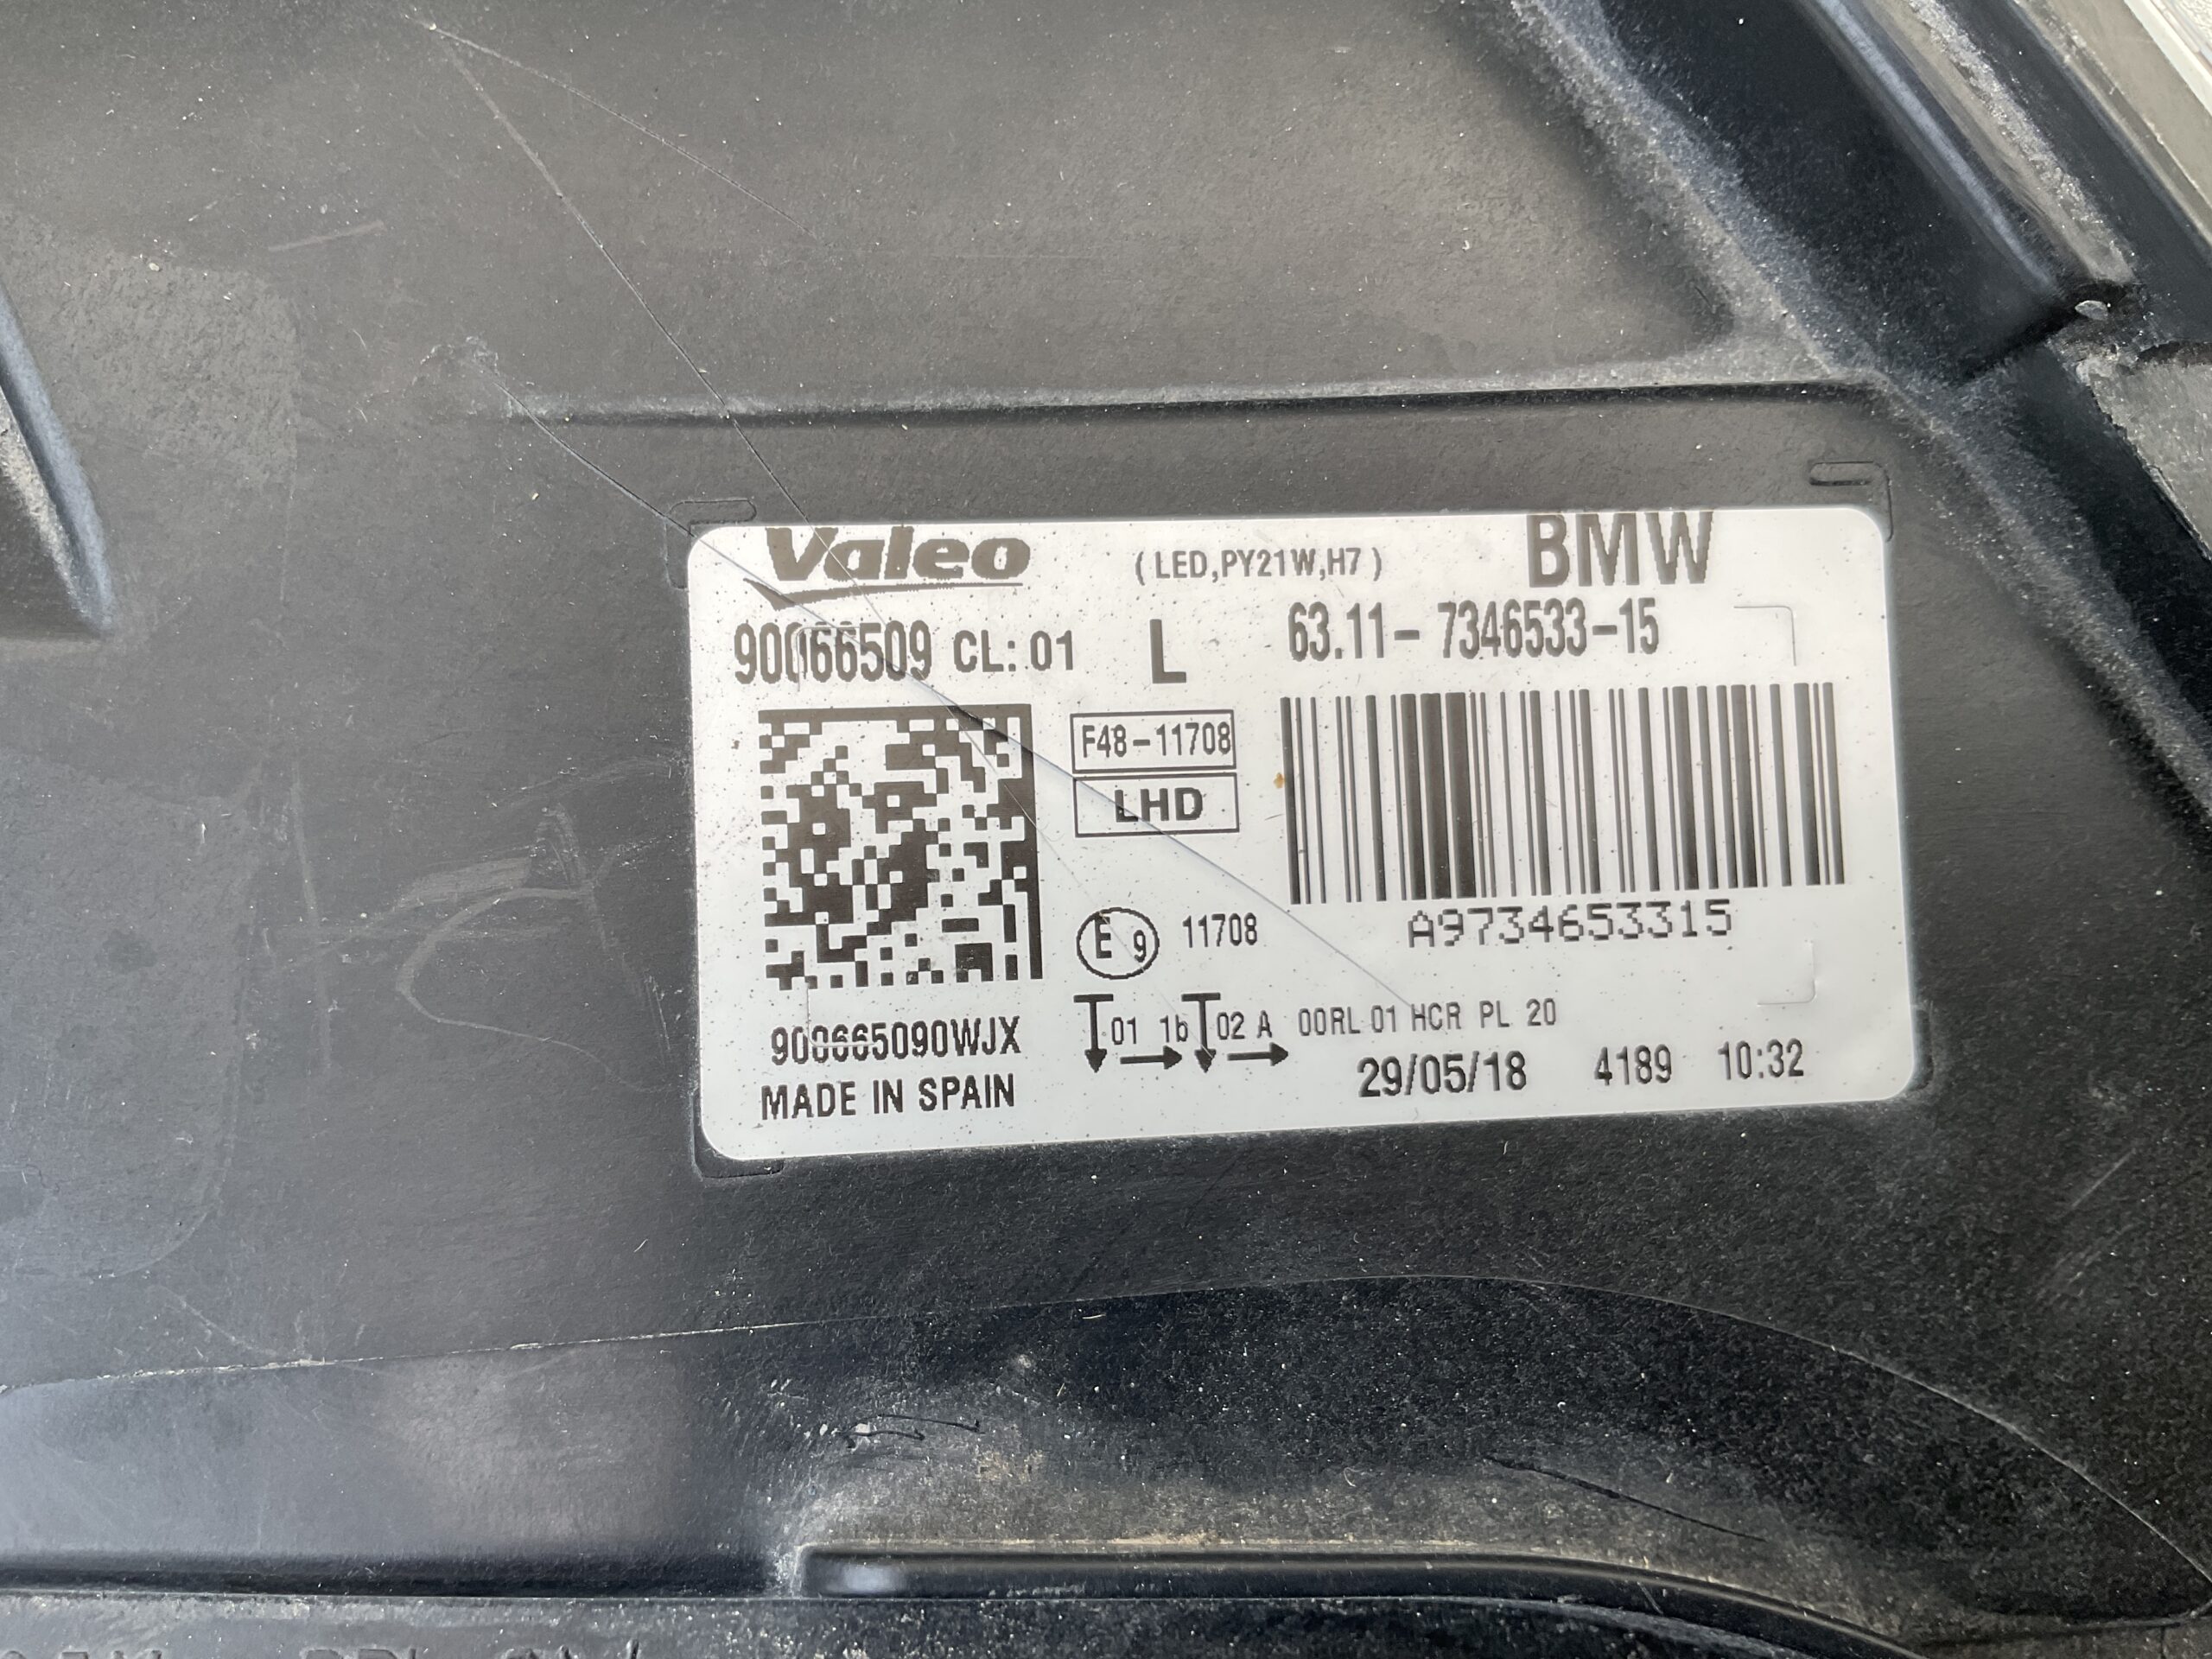 Valeo (LED,PY21W,H7) BMW
90066509 CL: 01 L 63.11- 7346533-15
F48-11708
LHD
E 9 11708
A9734653315
900665090WJX
01 1b 02 A 00RL 01 HCR PL 20
MADE IN SPAIN
29/05/18 4189 10:32